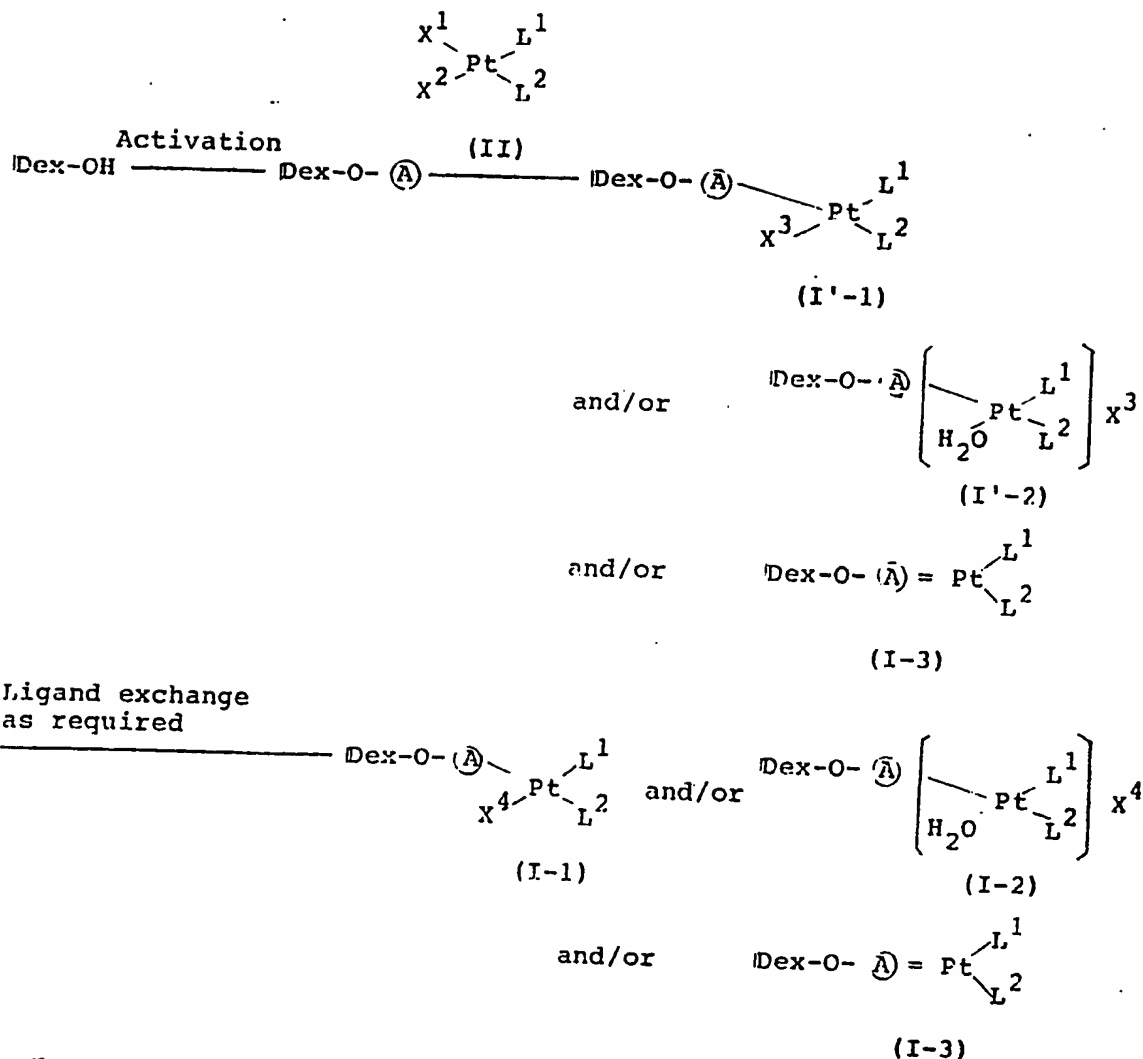 X¹ L¹
Pt
X² L²
Activation (II)
Dex-OH Dex-O-Ⓐ Dex-O-Ⓐ L¹
Pt
X³ L²
(I'-1)
and/or Dex-O-Ⓐ [ L¹ Pt H₂O L² ] X³
(I'-2)
and/or Dex-O-Ⓐ = Pt L¹ L²
(I-3)
Ligand exchange
as required
Dex-O-Ⓐ Pt L¹ X⁴ L² and/or Dex-O-Ⓐ [ Pt L¹ H₂O L² ] X⁴
(I-1)
(I-2)
and/or Dex-O-Ⓐ = Pt L¹ L²
(I-3)